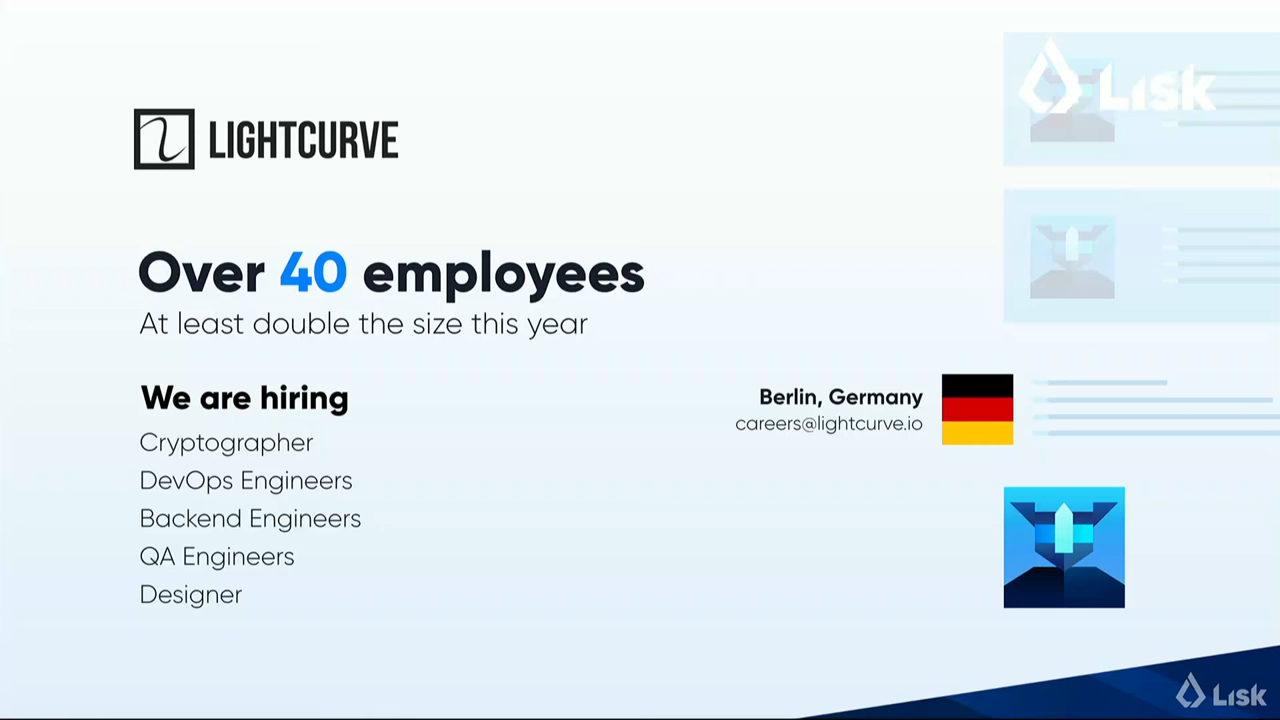 Lisk
LIGHTCURVE
Over 40 employees
At least double the size this year
We are hiring
Cryptographer
DevOps Engineers
Backend Engineers
QA Engineers
Designer
Berlin, Germany
careers@lightcurve.io
Lisk